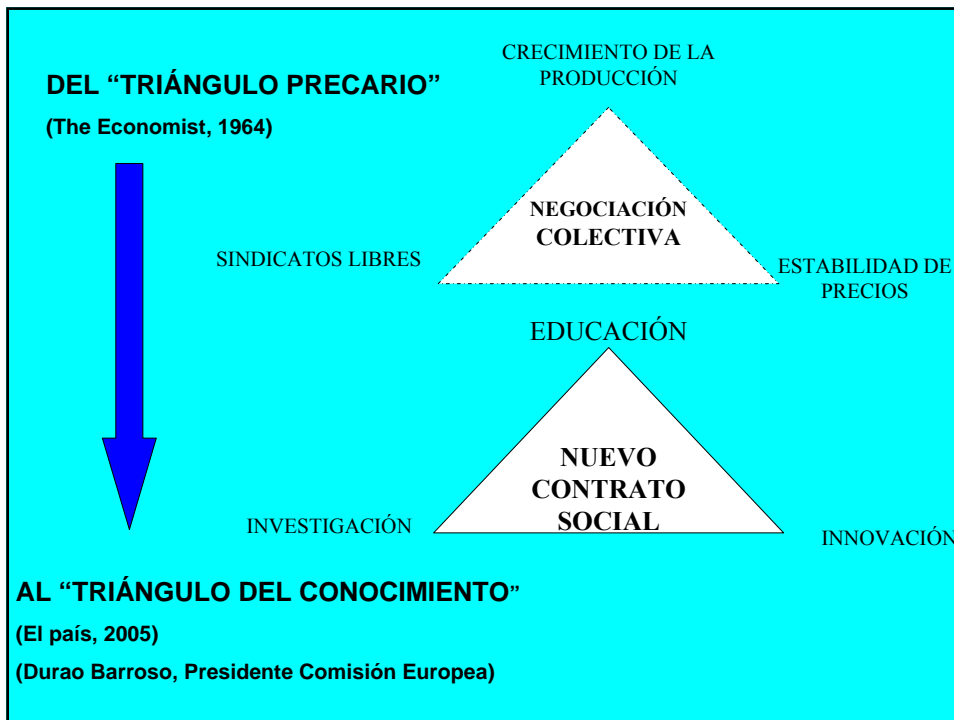 DEL “TRIÁNGULO PRECARIO”
(The Economist, 1964)
CRECIMIENTO DE LA
PRODUCCIÓN
NEGOCIACIÓN
COLECTIVA
SINDICATOS LIBRES
ESTABILIDAD DE
PRECIOS
EDUCACIÓN
NUEVO
CONTRATO
SOCIAL
INVESTIGACIÓN
INNOVACIÓN
AL “TRIÁNGULO DEL CONOCIMIENTO”
(El país, 2005)
(Durao Barroso, Presidente Comisión Europea)